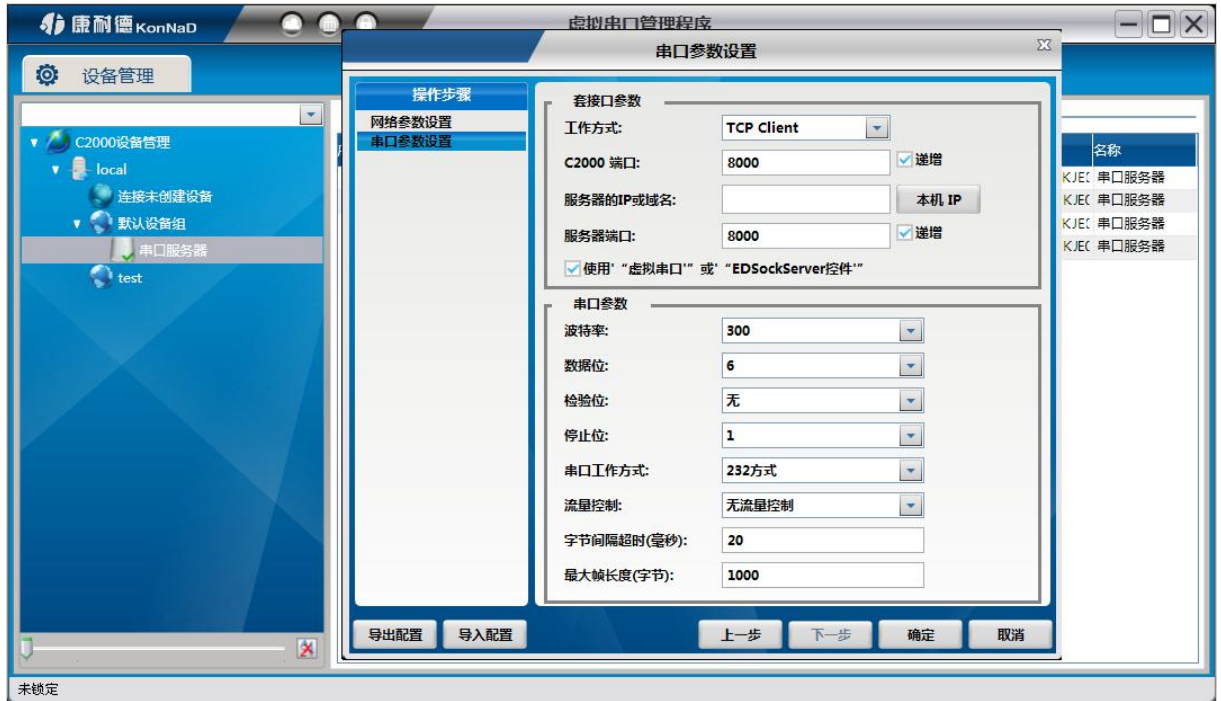 康耐德 KonNaD
虚拟串口管理程序
设备管理
C2000设备管理
local
连接未创建设备
默认设备组
串口服务器
test
未锁定
串口参数设置
操作步骤
网络参数设置
串口参数设置
套接口参数
工作方式: TCP Client
C2000 端口: 8000 递增
服务器的IP或域名: 本机 IP
服务器端口: 8000 递增
使用' “虚拟串口'” 或' “EDSockServer控件'”
串口参数
波特率: 300
数据位: 6
检验位: 无
停止位: 1
串口工作方式: 232方式
流量控制: 无流量控制
字节间隔超时(毫秒): 20
最大帧长度(字节): 1000
导出配置 导入配置 上一步 下一步 确定 取消
名称
串口服务器
串口服务器
串口服务器
串口服务器